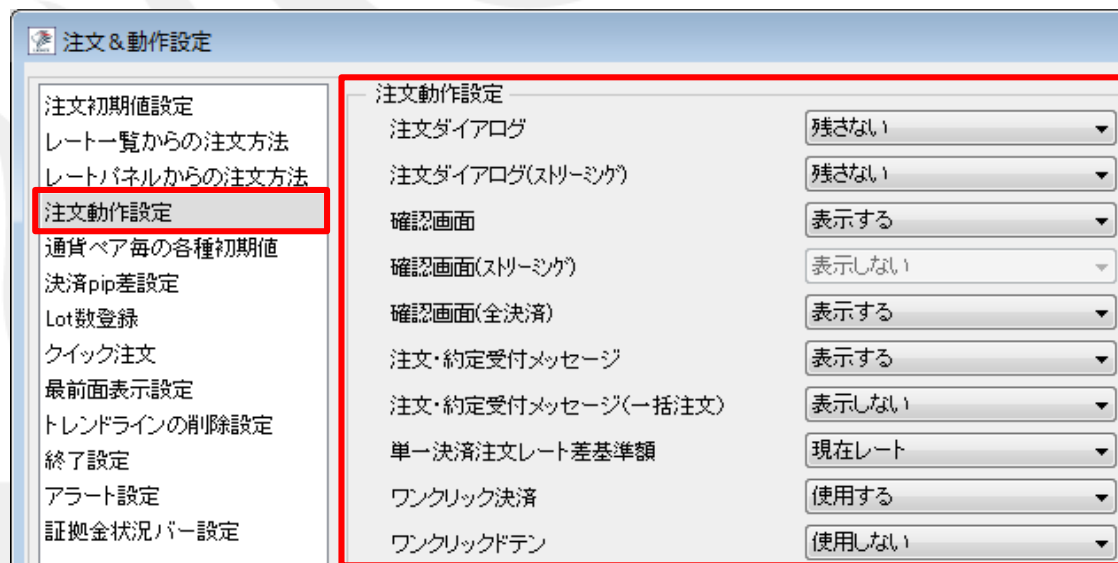 注文&動作設定
注文初期値設定
レート一覧からの注文方法
レートパネルからの注文方法
注文動作設定
通貨ペア毎の各種初期値
決済pip差設定
Lot数登録
クイック注文
最前面表示設定
トレンドラインの削除設定
終了設定
アラート設定
証拠金状況バー設定
注文動作設定
注文ダイアログ 残さない
注文ダイアログ(ストリーミング) 残さない
確認画面 表示する
確認画面(ストリーミング) 表示しない
確認画面(全決済) 表示する
注文・約定受付メッセージ 表示する
注文・約定受付メッセージ(一括注文) 表示しない
単一決済注文レート差基準額 現在レート
ワンクリック決済 使用する
ワンクリックドテン 使用しない